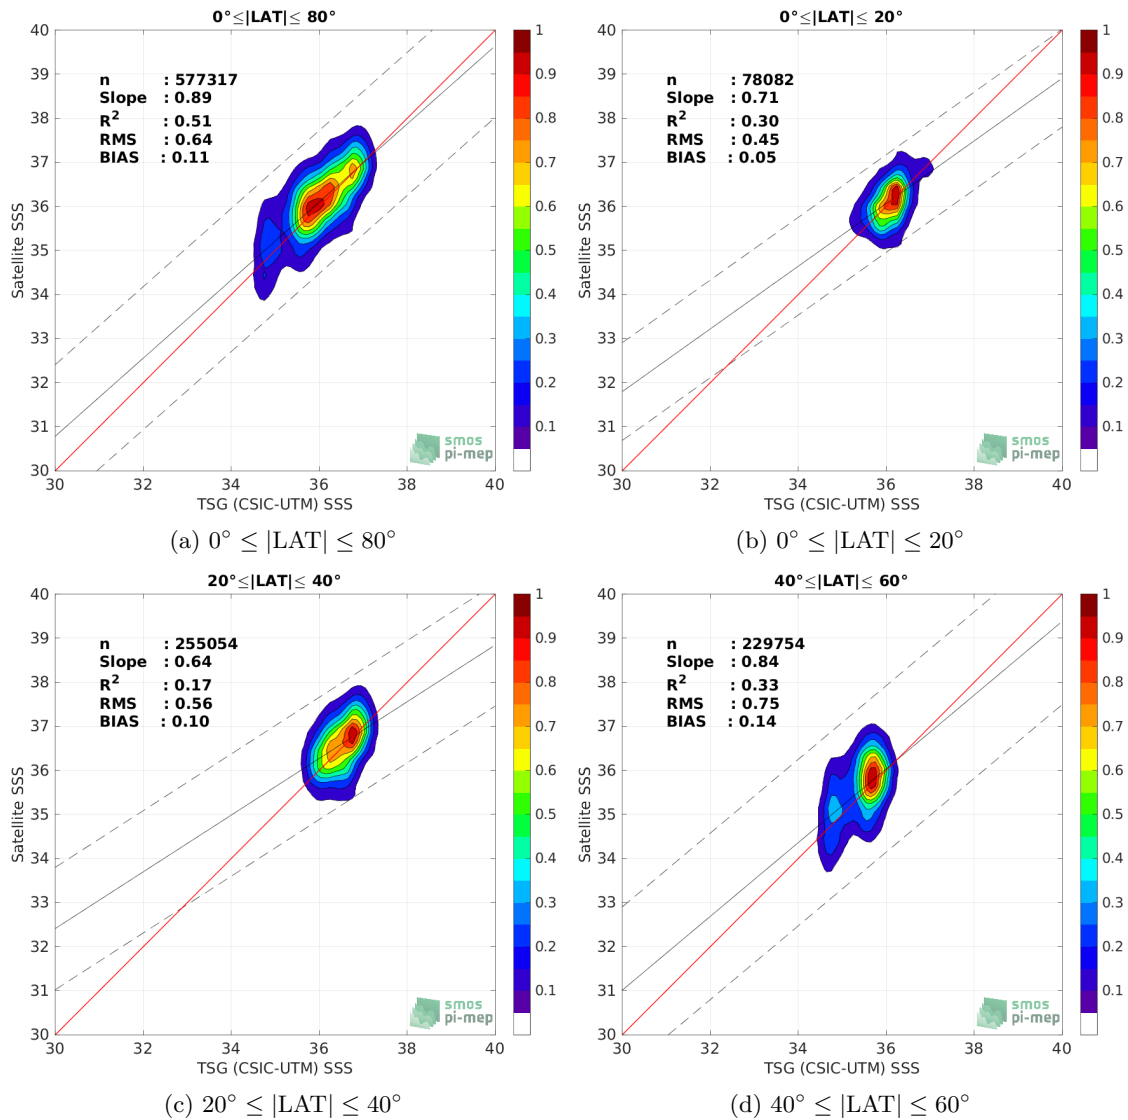 0°≤|LAT|≤ 80°
40
39
38
37
36
35
34
33
32
31
30
Satellite SSS
n : 577317
Slope : 0.89
R² : 0.51
RMS : 0.64
BIAS : 0.11
smos
pi-mep
30 32 34 36 38 40
TSG (CSIC-UTM) SSS
1
0.9
0.8
0.7
0.6
0.5
0.4
0.3
0.2
0.1
(a) 0° ≤ |LAT| ≤ 80°
0°≤|LAT|≤ 20°
40
39
38
37
36
35
34
33
32
31
30
Satellite SSS
n : 78082
Slope : 0.71
R² : 0.30
RMS : 0.45
BIAS : 0.05
smos
pi-mep
30 32 34 36 38 40
TSG (CSIC-UTM) SSS
1
0.9
0.8
0.7
0.6
0.5
0.4
0.3
0.2
0.1
(b) 0° ≤ |LAT| ≤ 20°
20°≤|LAT|≤ 40°
40
39
38
37
36
35
34
33
32
31
30
Satellite SSS
n : 255054
Slope : 0.64
R² : 0.17
RMS : 0.56
BIAS : 0.10
smos
pi-mep
30 32 34 36 38 40
TSG (CSIC-UTM) SSS
1
0.9
0.8
0.7
0.6
0.5
0.4
0.3
0.2
0.1
(c) 20° ≤ |LAT| ≤ 40°
40°≤|LAT|≤ 60°
40
39
38
37
36
35
34
33
32
31
30
Satellite SSS
n : 229754
Slope : 0.84
R² : 0.33
RMS : 0.75
BIAS : 0.14
smos
pi-mep
30 32 34 36 38 40
TSG (CSIC-UTM) SSS
1
0.9
0.8
0.7
0.6
0.5
0.4
0.3
0.2
0.1
(d) 40° ≤ |LAT| ≤ 60°